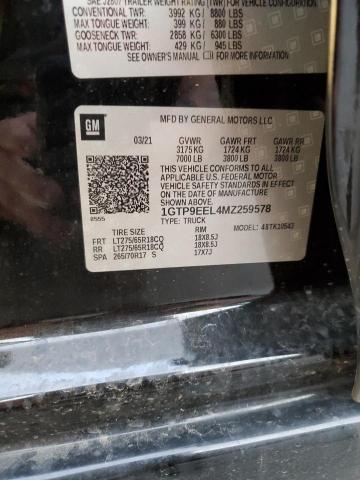 SAE J2807 TRAILER WEIGHT RATING (TWR) FOR VEHICLE CONFIGURATION.
CONVENTIONAL TWR: 3992 KG / 8800 LBS
MAX TONGUE WEIGHT: 399 KG / 880 LBS
GOOSENECK TWR: 2858 KG / 6300 LBS
MAX TONGUE WEIGHT: 429 KG / 945 LBS
SEE OWNER'S MANUAL FOR MORE INFORMATION.
GM
MFD BY GENERAL MOTORS LLC
03/21 GVWR GAWR FRT GAWR RR
3175 KG 1724 KG 1724 KG
7000 LB 3800 LB 3800 LB
THIS VEHICLE CONFORMS TO ALL
APPLICABLE U.S. FEDERAL MOTOR
VEHICLE SAFETY STANDARDS IN
EFFECT ON THE DATE OF
MANUFACTURE SHOWN ABOVE.
1GTP9EEL4MZ259578
TYPE: TRUCK
MODEL: 4 8TK10543
TIRE SIZE RIM
FRT LT275/65R18CQ 18X8.5J
RR LT275/65R18CQ 18X8.5J
SPA 265/70R17 S 17X7J